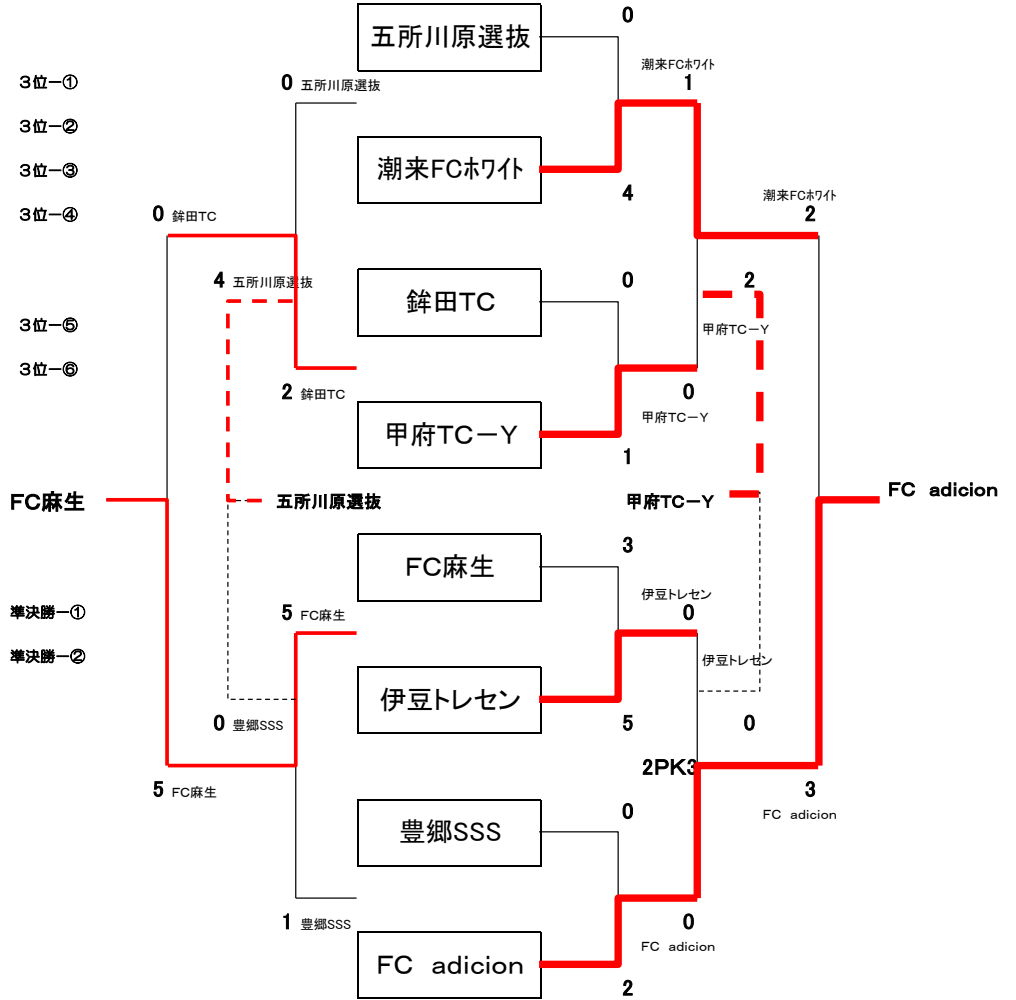 0
五所川原選抜
潮来FCホワイト
3位ー①
0 五所川原選抜
1
3位ー②
3位ー③
潮来FCホワイト
4
潮来FCホワイト
3位ー④
0 鉾田TC
2
4 五所川原選抜
0
2
鉾田TC
3位ー⑤
甲府TCーY
3位ー⑥
2 鉾田TC
0
甲府TCーY
甲府TCーY
1
FC麻生
五所川原選抜
甲府TCーY
FC adicion
3
FC麻生
伊豆トレセン
準決勝ー①
5 FC麻生
0
準決勝ー②
伊豆トレセン
伊豆トレセン
0 豊郷SSS
5
0
2PK3
5 FC麻生
3
0
FC adicion
豊郷SSS
1 豊郷SSS
0
FC adicion
FC adicion
2